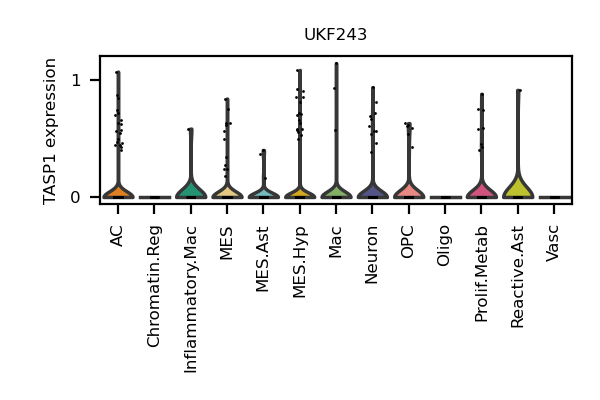 UKF243
TASP1 expression
1
0
AC
Chromatin.Reg
Inflammatory.Mac
MES
MES.Ast
MES.Hyp
Mac
Neuron
OPC
Oligo
Prolif.Metab
Reactive.Ast
Vasc